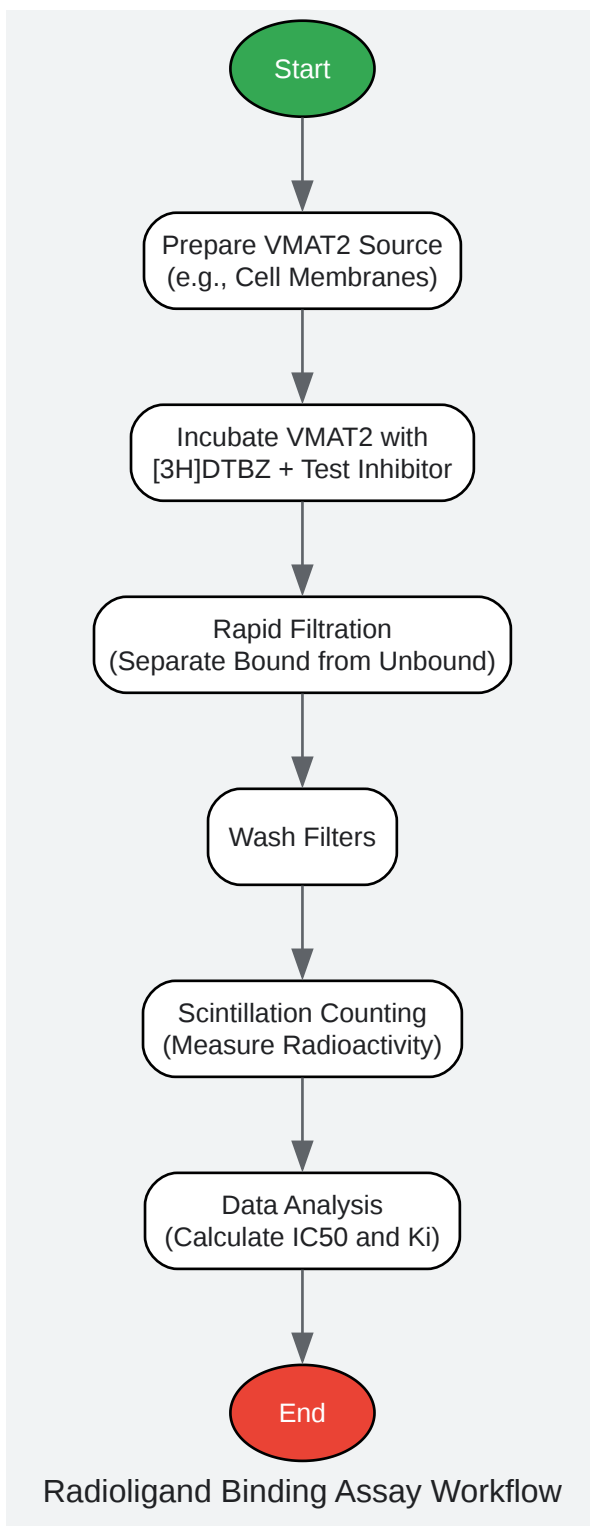 Start
Prepare VMAT2 Source
(e.g., Cell Membranes)
Incubate VMAT2 with
[3H]DTBZ + Test Inhibitor
Rapid Filtration
(Separate Bound from Unbound)
Wash Filters
Scintillation Counting
(Measure Radioactivity)
Data Analysis
(Calculate IC50 and Ki)
End
Radioligand Binding Assay Workflow